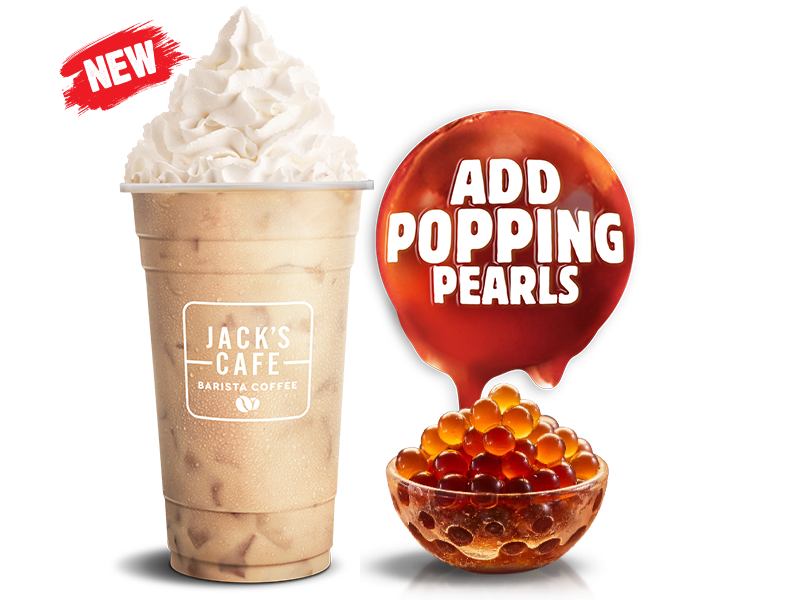 NEW
JACK'S
CAFE
BARISTA COFFEE
ADD
POPPING
PEARLS